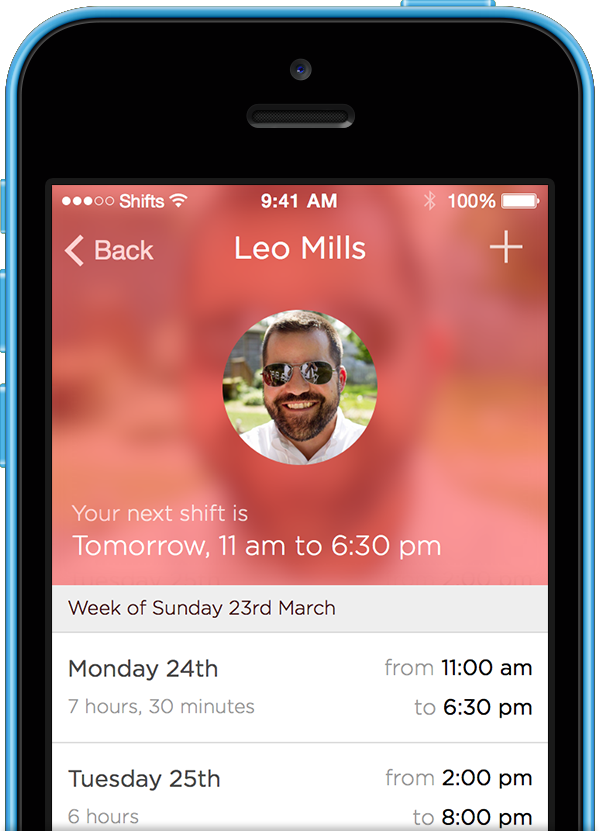 Shifts 9:41 AM 100%
Back Leo Mills
Your next shift is
Tomorrow, 11 am to 6:30 pm
Week of Sunday 23rd March
Monday 24th from 11:00 am
7 hours, 30 minutes to 6:30 pm
Tuesday 25th from 2:00 pm
6 hours to 8:00 pm